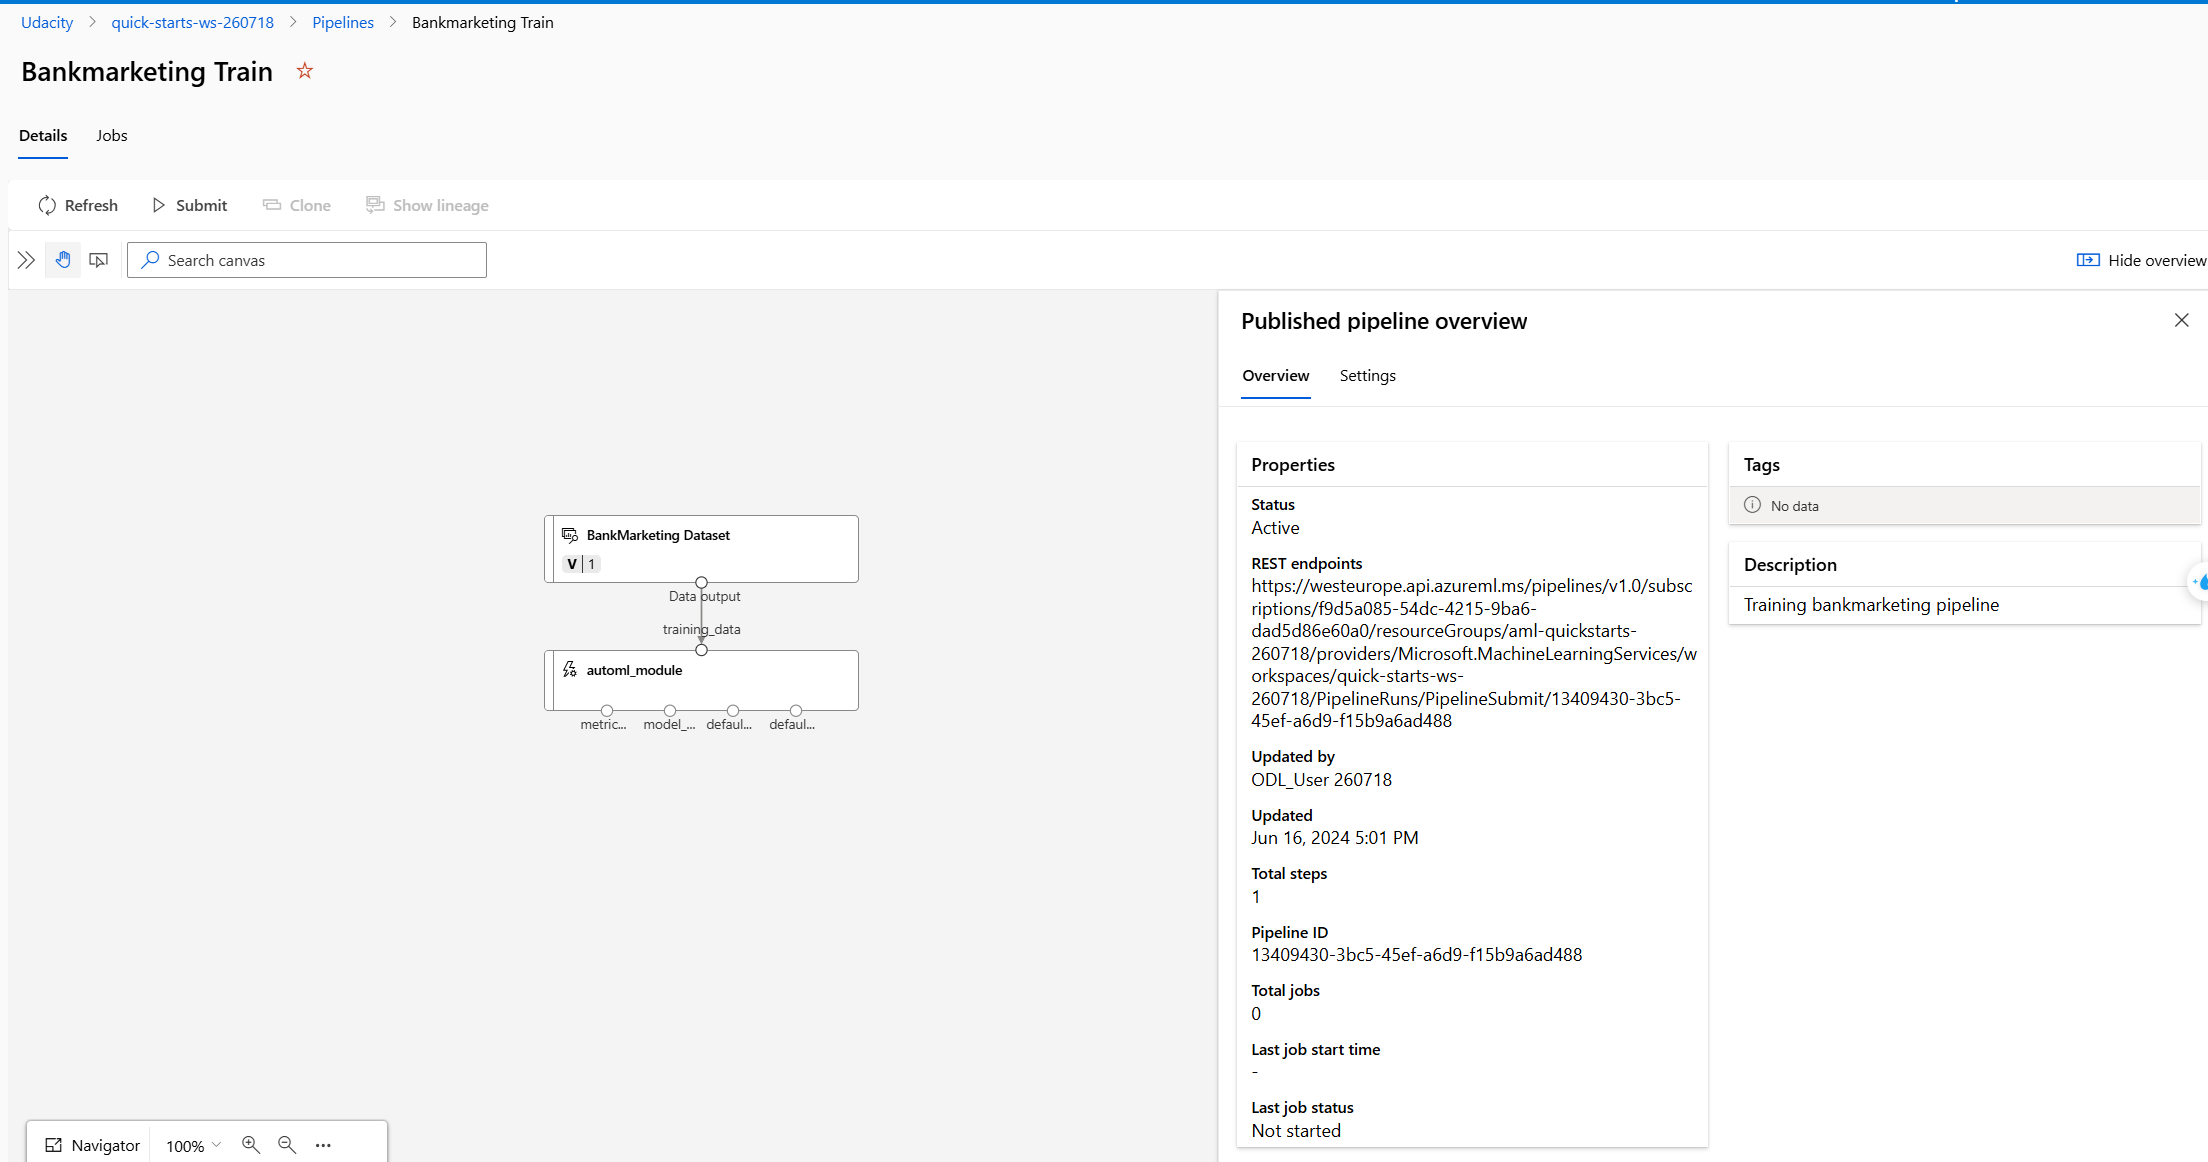 Udacity > quick-starts-ws-260718 > Pipelines > Bankmarketing Train
Bankmarketing Train
Details Jobs
Refresh Submit Clone Show lineage
Search canvas Hide overview
BankMarketing Dataset
V 1
Data output
training_data
automl_module
metric... model_... defaul... defaul...
Navigator 100% ...
Published pipeline overview
Overview Settings
Properties
Status
Active
REST endpoints
https://westeurope.api.azureml.ms/pipelines/v1.0/subsc
riptions/f9d5a085-54dc-4215-9ba6-
dad5d86e60a0/resourceGroups/aml-quickstarts-
260718/providers/Microsoft.MachineLearningServices/w
orkspaces/quick-starts-ws-
260718/PipelineRuns/PipelineSubmit/13409430-3bc5-
45ef-a6d9-f15b9a6ad488
Updated by
ODL_User 260718
Updated
Jun 16, 2024 5:01 PM
Total steps
1
Pipeline ID
13409430-3bc5-45ef-a6d9-f15b9a6ad488
Total jobs
0
Last job start time
-
Last job status
Not started
Tags
No data
Description
Training bankmarketing pipeline